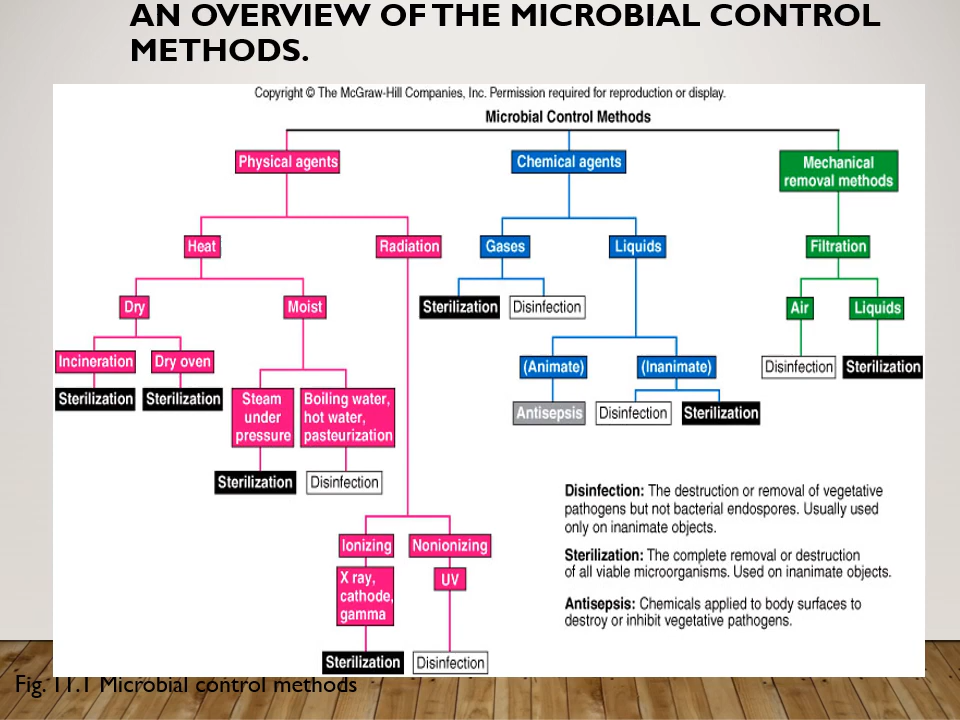 AN OVERVIEW OF THE MICROBIAL CONTROL
METHODS.
Copyright © The McGraw-Hill Companies, Inc. Permission required for reproduction or display.
Microbial Control Methods
Physical agents
Chemical agents
Mechanical
removal methods
Heat
Radiation
Gases
Liquids
Filtration
Dry
Moist
Sterilization
Disinfection
Air
Liquids
Incineration
Dry oven
(Animate)
(Inanimate)
Disinfection
Sterilization
Sterilization
Sterilization
Steam
under
pressure
Boiling water,
hot water,
pasteurization
Antisepsis
Disinfection
Sterilization
Sterilization
Disinfection
Disinfection: The destruction or removal of vegetative
pathogens but not bacterial endospores. Usually used
only on inanimate objects.
Sterilization: The complete removal or destruction
of all viable microorganisms. Used on inanimate objects.
Antisepsis: Chemicals applied to body surfaces to
destroy or inhibit vegetative pathogens.
Ionizing
Nonionizing
X ray,
cathode,
gamma
UV
Sterilization
Disinfection
Fig. 11.1 Microbial control methods